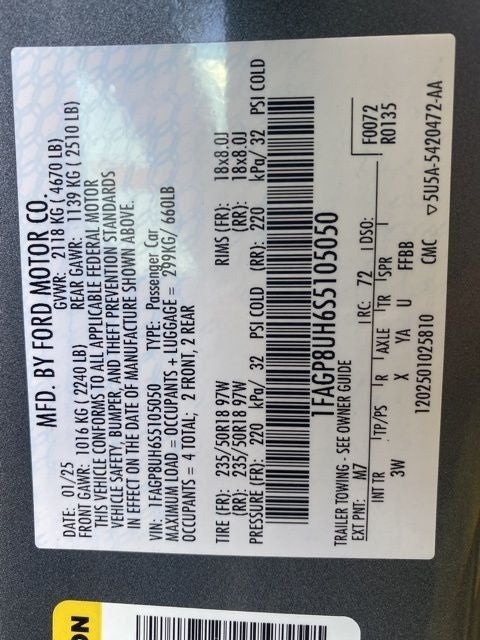 MFD. BY FORD MOTOR CO.
DATE: 01/25 GVWR: 2118 KG ( 4670 LB)
FRONT GAWR: 1016 KG ( 2240 LB) REAR GAWR: 1139 KG ( 2510 LB)
THIS VEHICLE CONFORMS TO ALL APPLICABLE FEDERAL MOTOR
VEHICLE SAFETY, BUMPER, AND THEFT PREVENTION STANDARDS
IN EFFECT ON THE DATE OF MANUFACTURE SHOWN ABOVE.
VIN: 1FAGP8UH6S5105050 TYPE: Passenger Car
MAXIMUM LOAD = OCCUPANTS + LUGGAGE = 299KG/ 660LB
OCCUPANTS = 4 TOTAL; 2 FRONT, 2 REAR
TIRE (FR): 235/50R18 97W RIMS (FR): 18x8.0J
(RR): 235/50R18 97W (RR): 18x8.0J
PRESSURE (FR): 220 kPa/ 32 PSI COLD (RR): 220 kPa/ 32 PSI COLD
1FAGP8UH6S5105050
TRAILER TOWING - SEE OWNER GUIDE
EXT PNT: M7 RC: 72 DSO: F0072
R0135
INT TR TP/PS R AXLE TR SPR
3W X YA U FFBB
1202501025810 CMC ▽5U5A-5420472-AA
ON